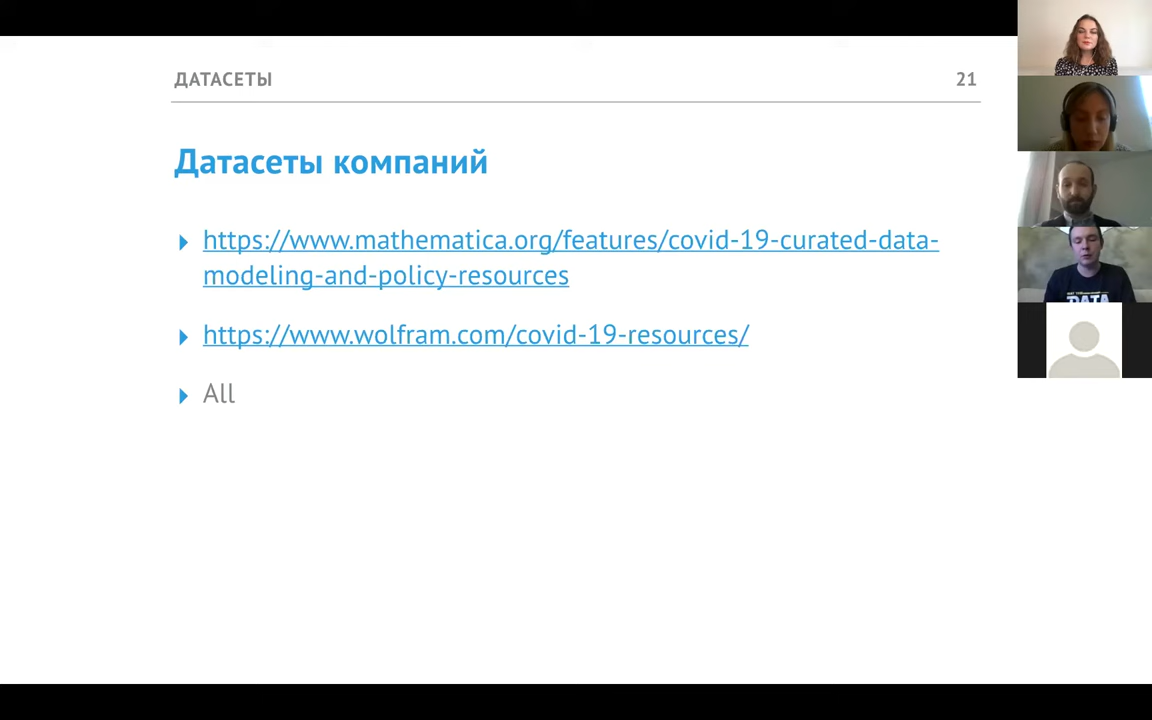 ДАТАСЕТЫ
21
Датасеты компаний
https://www.mathematica.org/features/covid-19-curated-data-
modeling-and-policy-resources
https://www.wolfram.com/covid-19-resources/
All
DATA